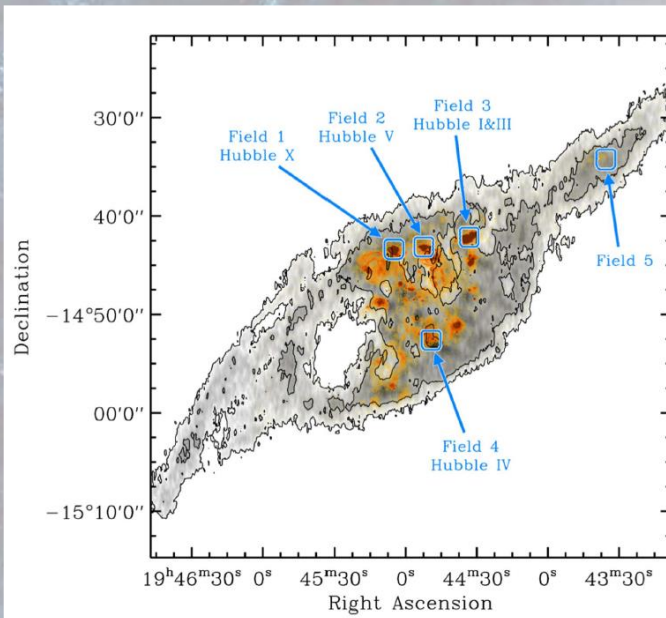 Field 3
Hubble I&III
Field 2
Hubble V
Field 1
Hubble X
Field 5
Field 4
Hubble IV
Declination
30'0"
40'0"
−14°50'0"
00'0"
−15°10'0"
19ʰ46ᵐ30ˢ 0ˢ 45ᵐ30ˢ 0ˢ 44ᵐ30ˢ 0ˢ 43ᵐ30ˢ
Right Ascension